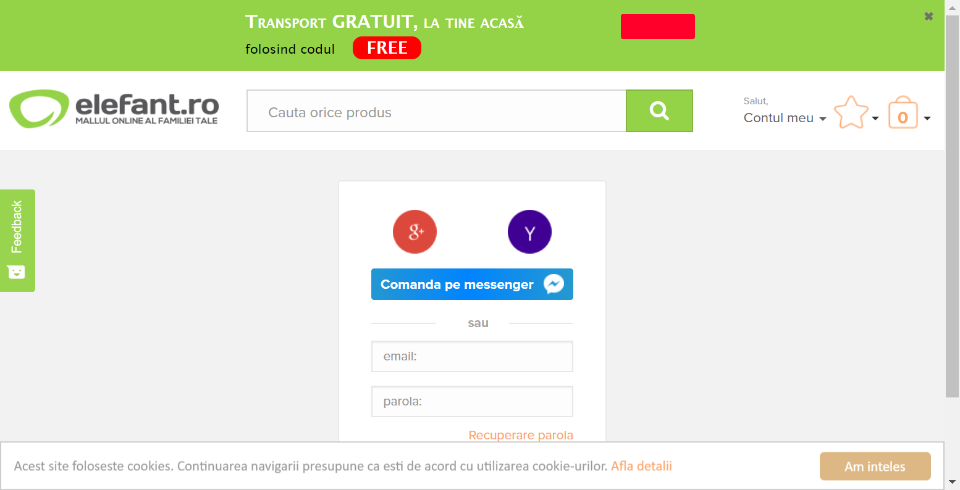 Transport GRATUIT, la tine acasă
folosind codul FREE
elefant.ro
MALLUL ONLINE AL FAMILIEI TALE
Cauta orice produs
Salut,
Contul meu
0
Feedback
g+ Y
Comanda pe messenger
sau
email:
parola:
Recuperare parola
Acest site foloseste cookies. Continuarea navigarii presupune ca esti de acord cu utilizarea cookie-urilor. Afla detalii
Am inteles